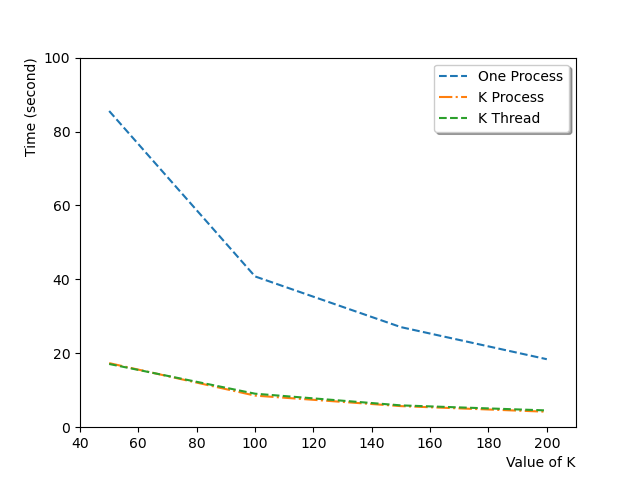 Time (second)
100
80
60
40
20
0
One Process
K Process
K Thread
40 60 80 100 120 140 160 180 200
Value of K